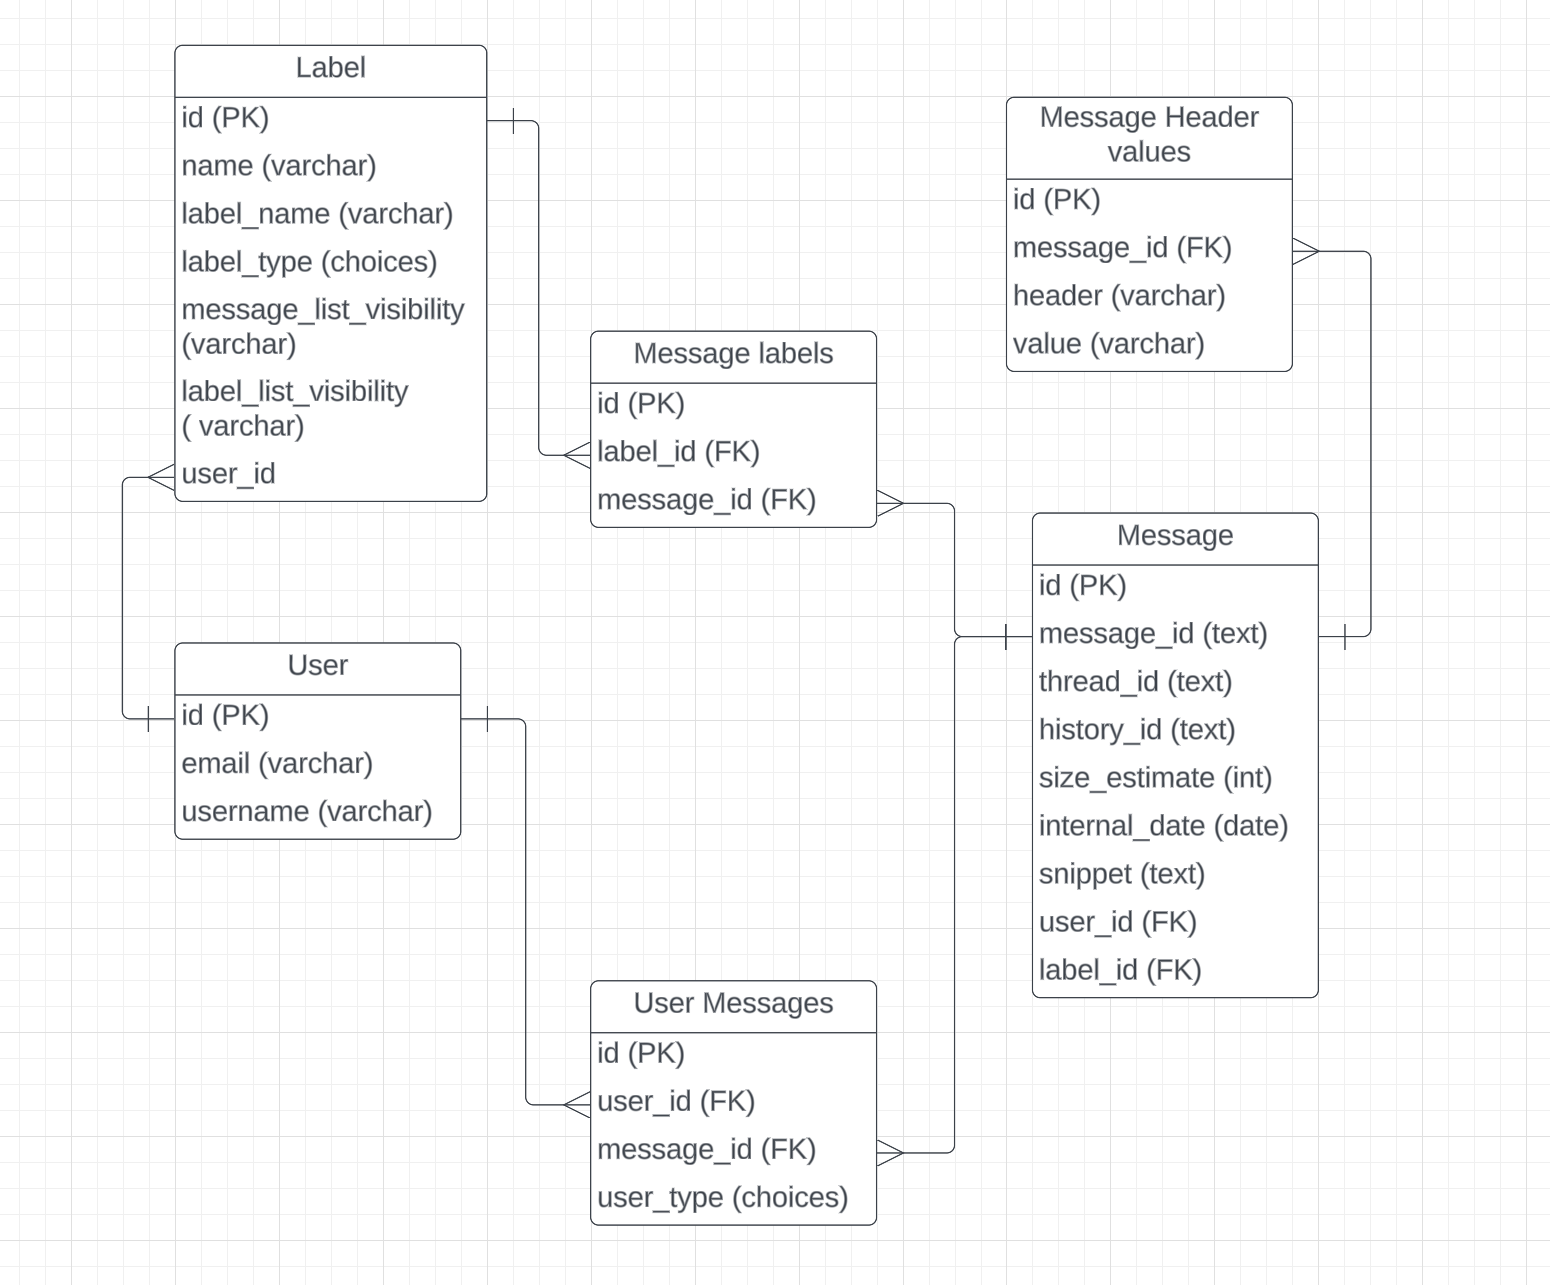 Label
id (PK)
name (varchar)
label_name (varchar)
label_type (choices)
message_list_visibility
(varchar)
label_list_visibility
( varchar)
user_id
Message Header
values
id (PK)
message_id (FK)
header (varchar)
value (varchar)
Message labels
id (PK)
label_id (FK)
message_id (FK)
Message
id (PK)
message_id (text)
thread_id (text)
history_id (text)
size_estimate (int)
internal_date (date)
snippet (text)
user_id (FK)
label_id (FK)
User
id (PK)
email (varchar)
username (varchar)
User Messages
id (PK)
user_id (FK)
message_id (FK)
user_type (choices)